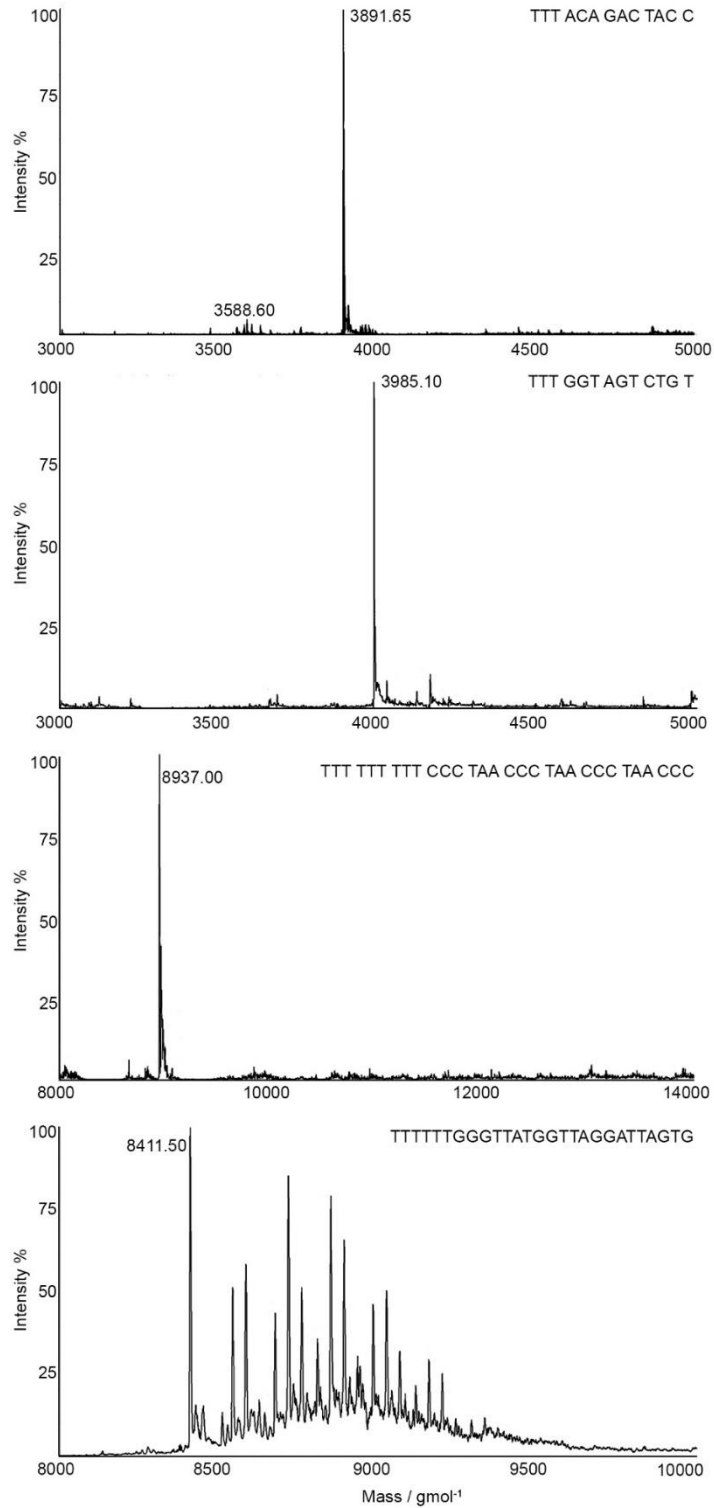 100 3891.65 TTT ACA GAC TAC C
75
50
25
Intensity %
3588.60
3000 3500 4000 4500 5000
100 3985.10 TTT GGT AGT CTG T
75
50
25
Intensity %
3000 3500 4000 4500 5000
100 8937.00 TTT TTT TTT CCC TAA CCC TAA CCC TAA CCC
75
50
25
Intensity %
8000 10000 12000 14000
100 8411.50 TTTTTTGGGTTATGGTTAGGATTAGTG
75
50
25
Intensity %
8000 8500 9000 9500 10000
Mass / gmol⁻¹